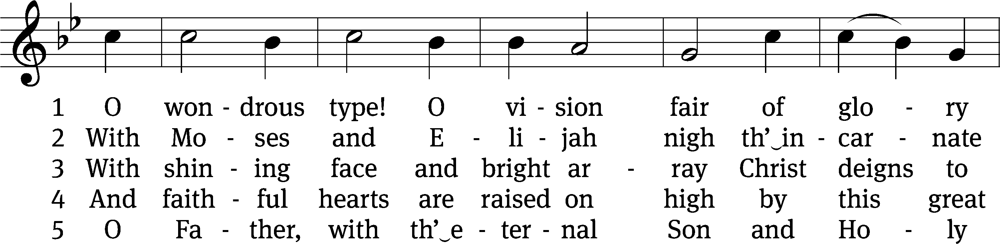 1 O won - drous type! O vi - sion fair of glo - ry
2 With Mo - ses and E - li - jah nigh th’‿in - car - nate
3 With shin - ing face and bright ar - ray Christ deigns to
4 And faith - ful hearts are raised on high by this great
5 O Fa - ther, with th’‿e - ter - nal Son and Ho - ly